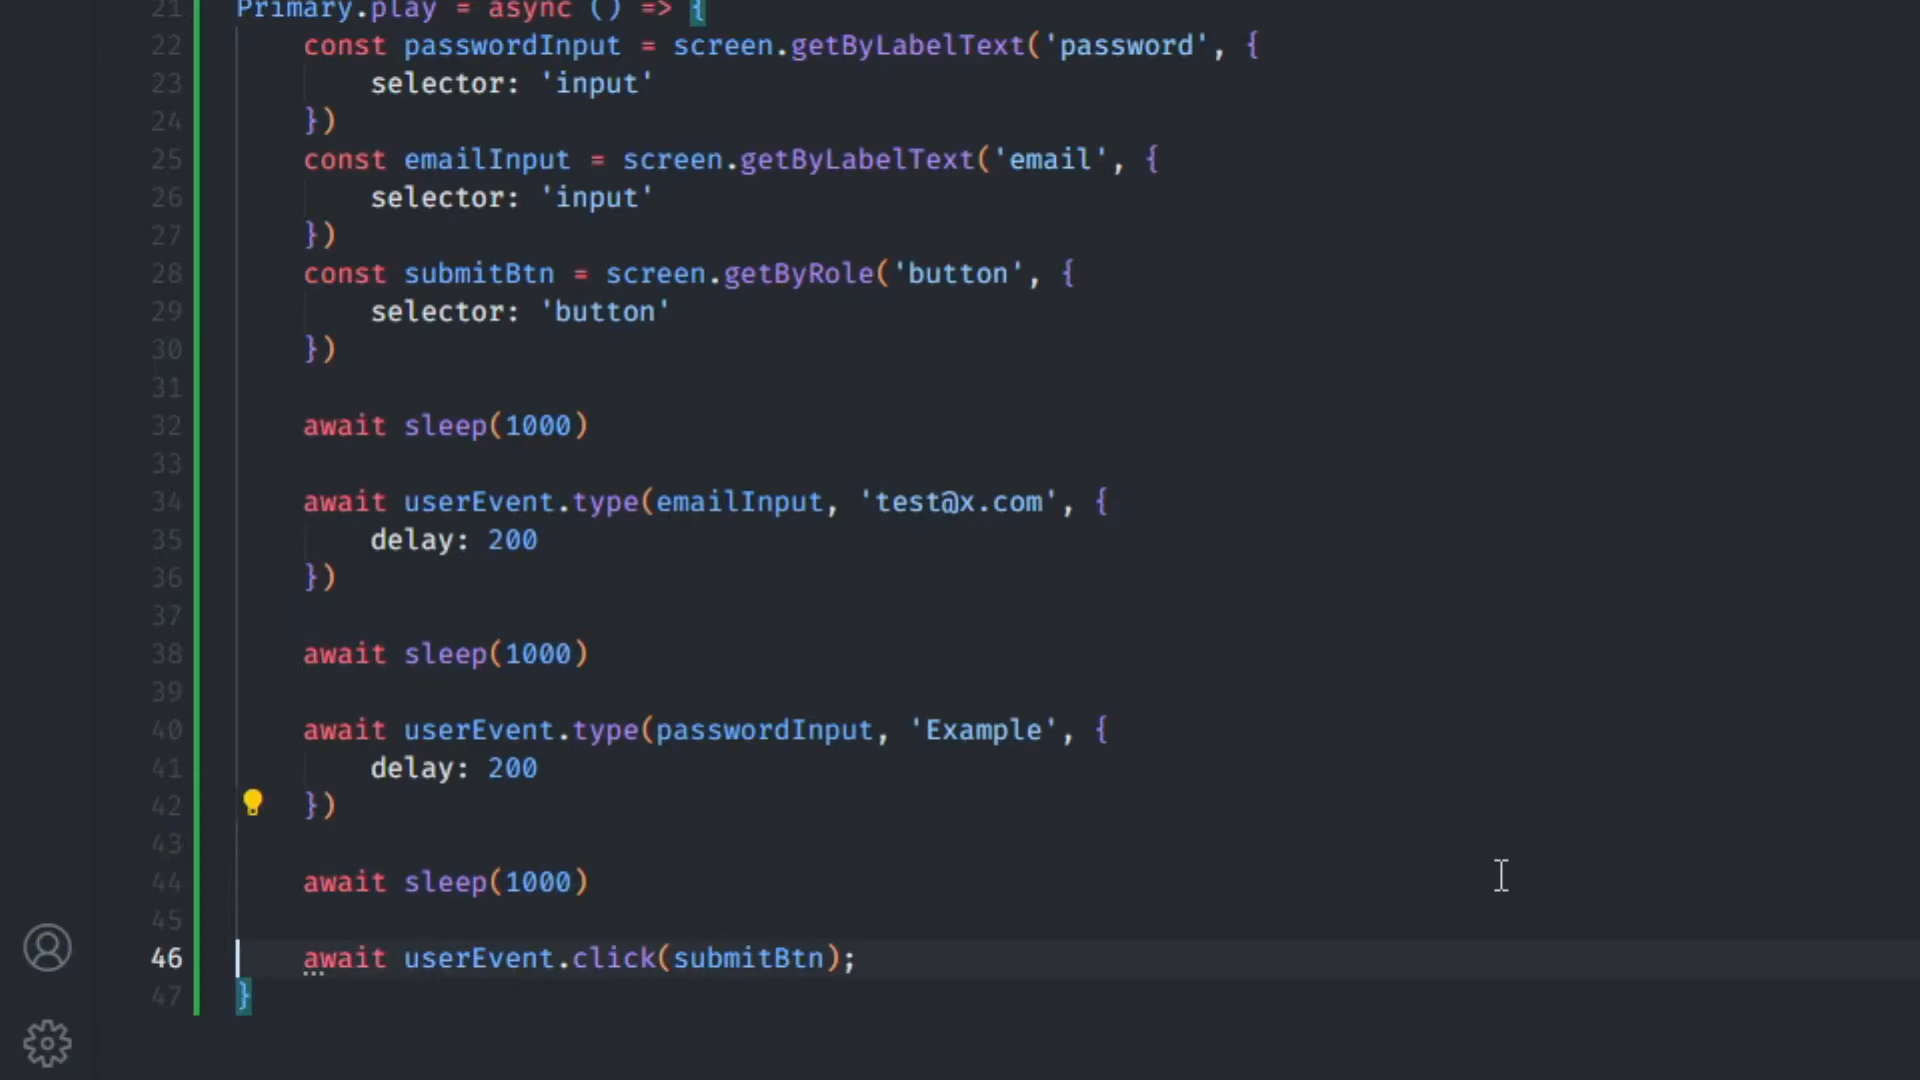 21 Primary.play = async () => {
22 const passwordInput = screen.getByLabelText('password', {
23 selector: 'input'
24 })
25 const emailInput = screen.getByLabelText('email', {
26 selector: 'input'
27 })
28 const submitBtn = screen.getByRole('button', {
29 selector: 'button'
30 })
31
32 await sleep(1000)
33
34 await userEvent.type(emailInput, 'test@x.com', {
35 delay: 200
36 })
37
38 await sleep(1000)
39
40 await userEvent.type(passwordInput, 'Example', {
41 delay: 200
42 })
43
44 await sleep(1000)
45
46 await userEvent.click(submitBtn);
47 }